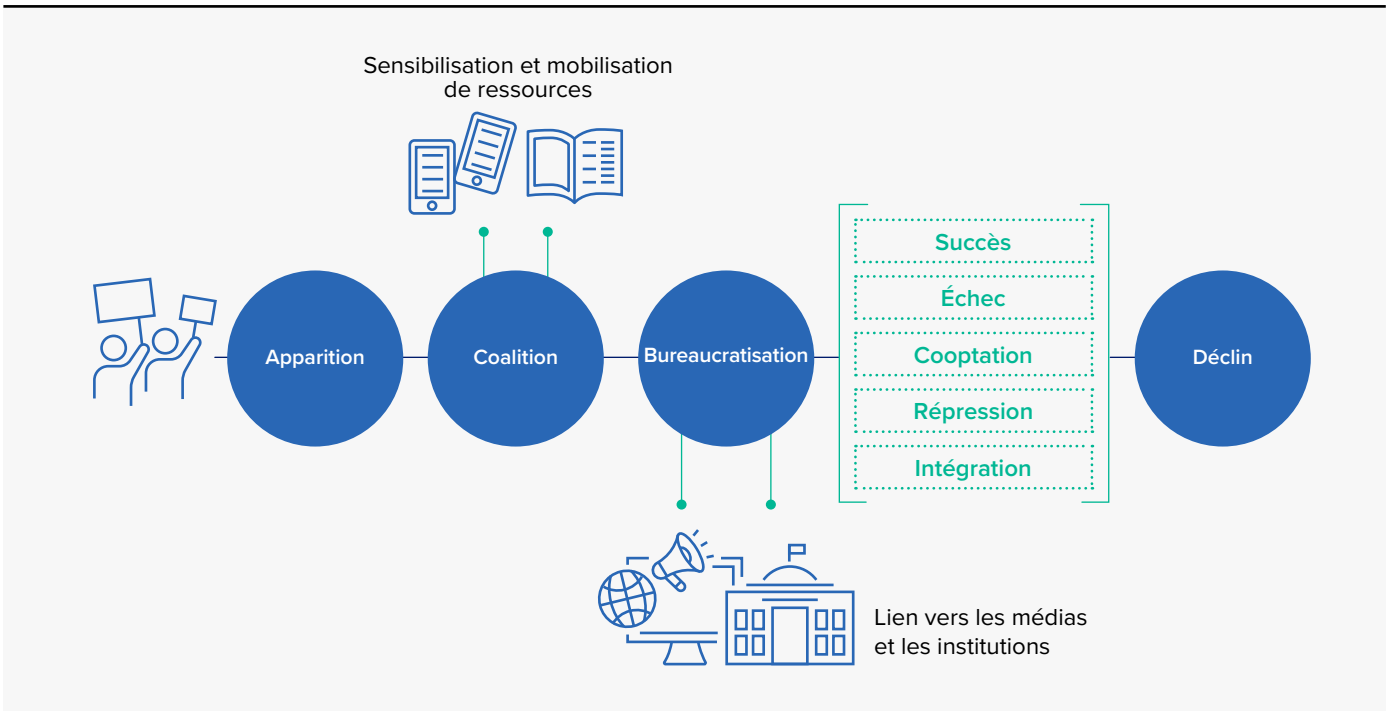 Sensibilisation et mobilisation
de ressources
Apparition
Coalition
Bureaucratisation
Succès
Échec
Cooptation
Répression
Intégration
Déclin
Lien vers les médias
et les institutions